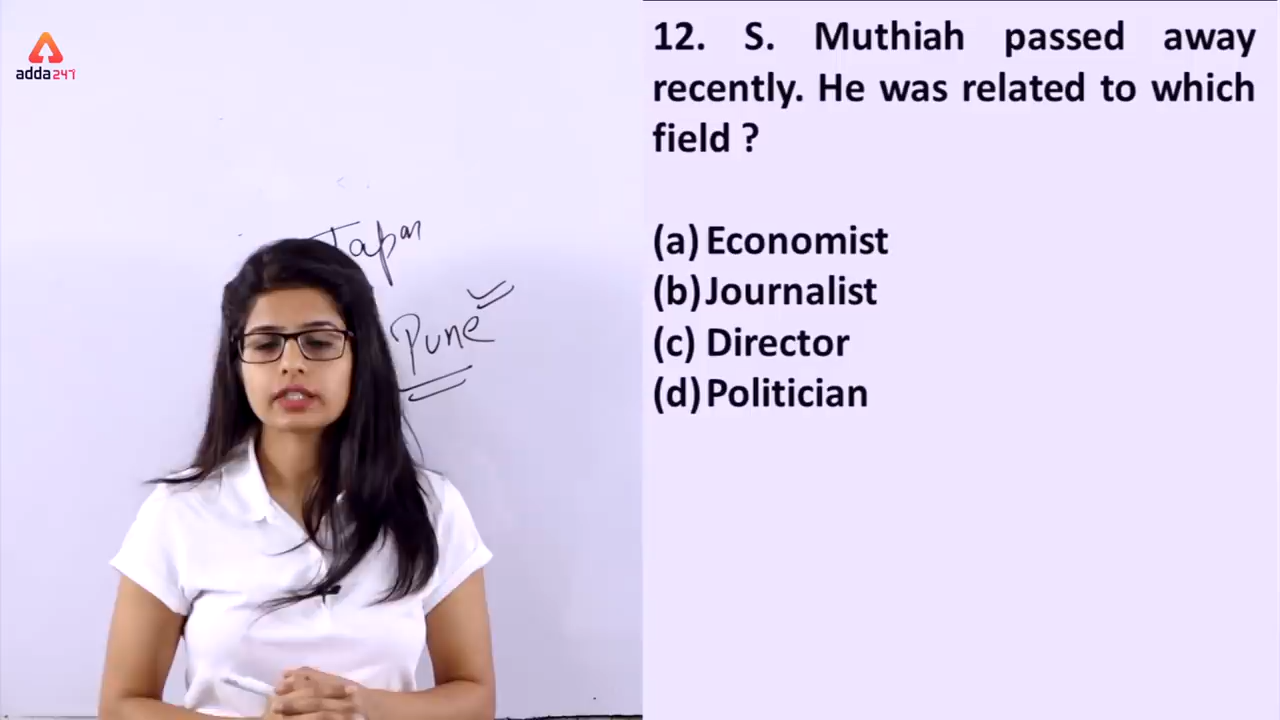 adda247
12. S. Muthiah passed away
recently. He was related to which
field ?
(a) Economist
(b) Journalist
(c) Director
(d) Politician
Japan
Pune